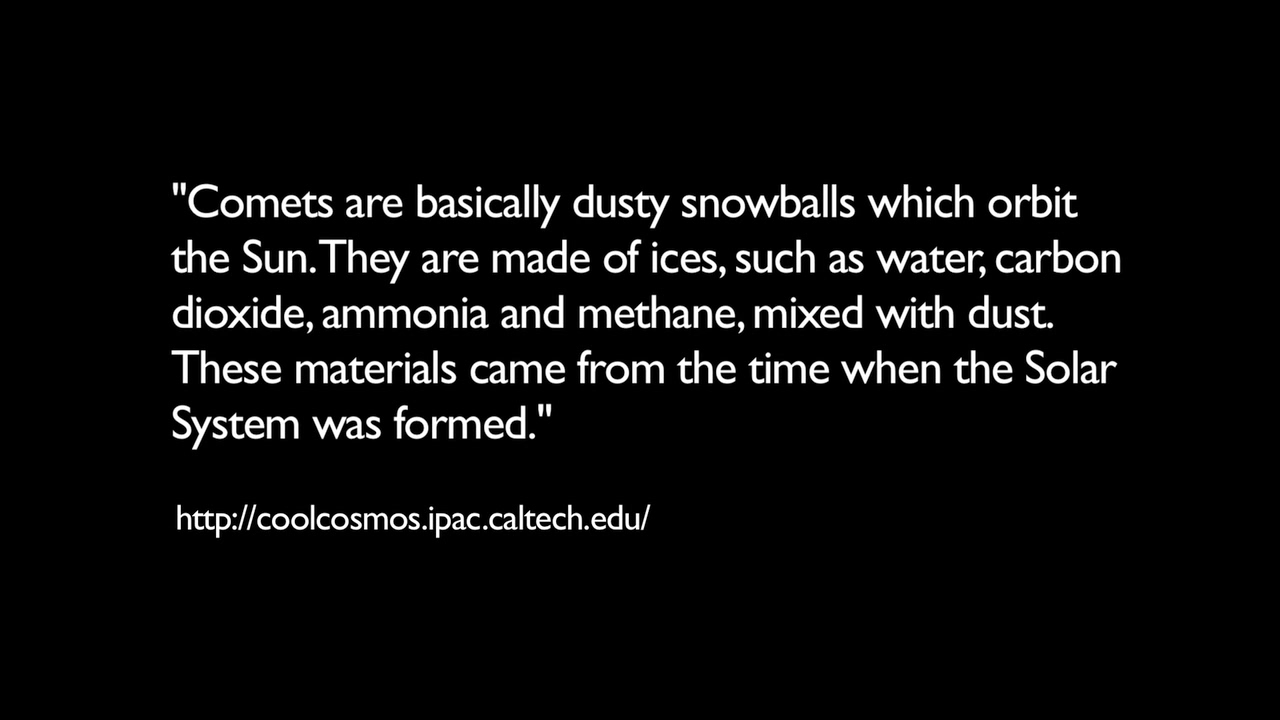 "Comets are basically dusty snowballs which orbit
the Sun. They are made of ices, such as water, carbon
dioxide, ammonia and methane, mixed with dust.
These materials came from the time when the Solar
System was formed."
http://coolcosmos.ipac.caltech.edu/